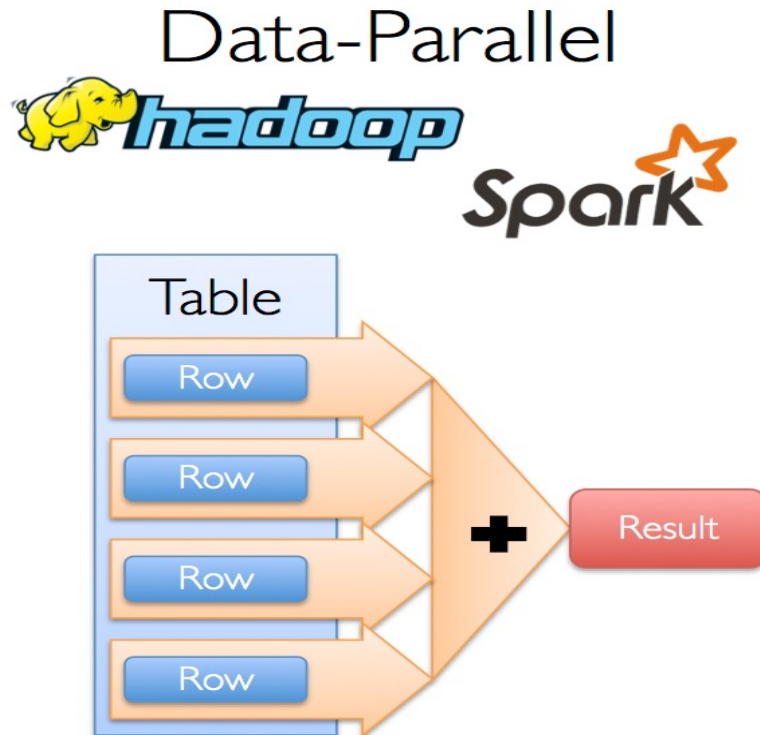 Data-Parallel
hadoop
Spark
Table
Row
Row
Row
Row
+
Result